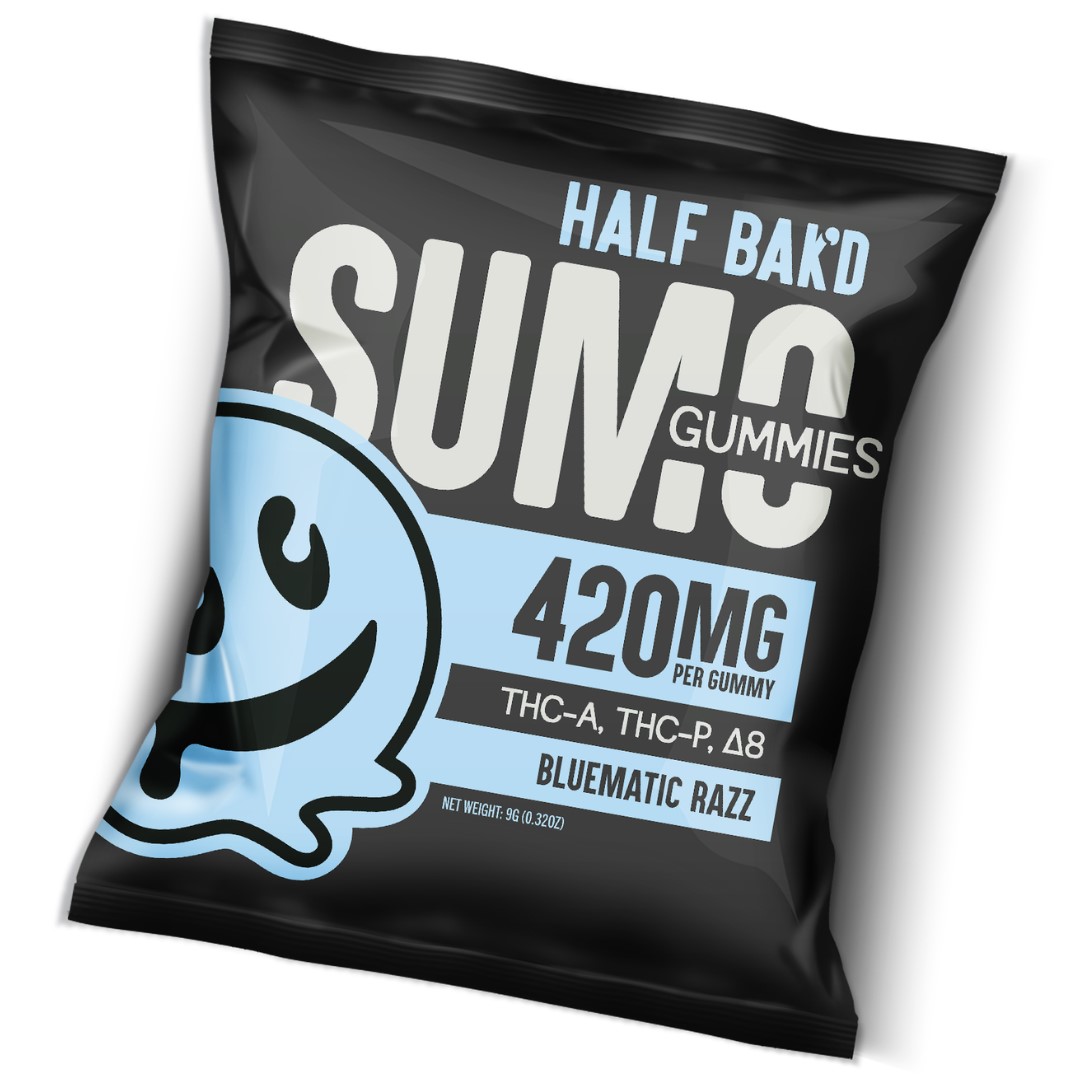 HALF BAK'D
SUMO
GUMMIES
420MG
PER GUMMY
THC-A, THC-P, Δ8
BLUEMATIC RAZZ
NET WEIGHT: 9G (0.32OZ)